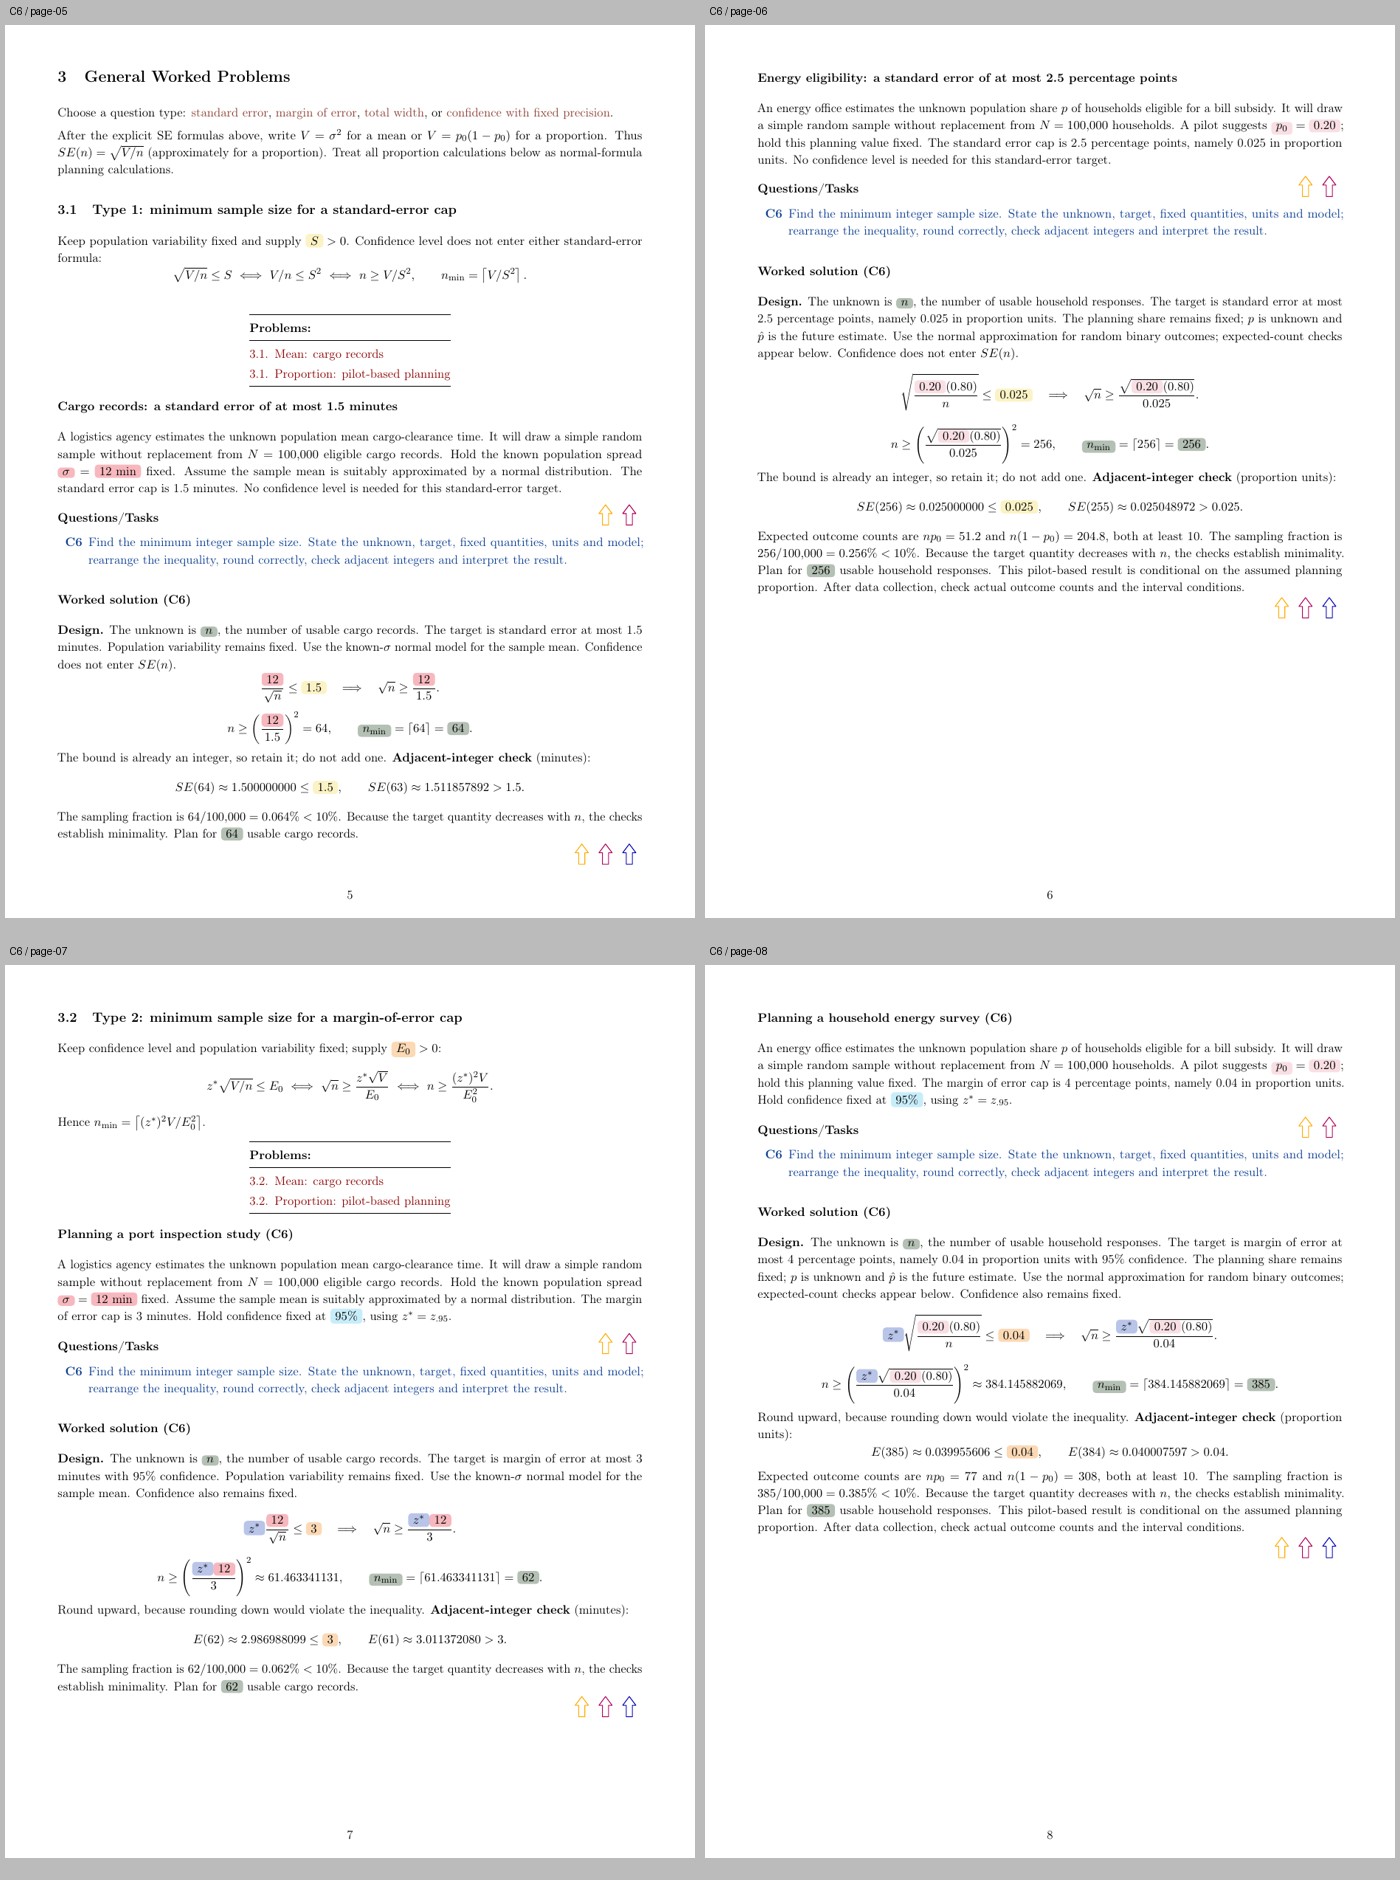 C6 / page-05
3 General Worked Problems
Choose a question type: standard error, margin of error, total width, or confidence with fixed precision.
After the explicit SE formulas above, write V = σ² for a mean or V = p₀(1 − p₀) for a proportion. Thus
SE(n) = √(V/n) (approximately for a proportion). Treat all proportion calculations below as normal-formula
planning calculations.
3.1 Type 1: minimum sample size for a standard-error cap
Keep population variability fixed and supply S > 0. Confidence level does not enter either standard-error
formula:
√(V/n) ≤ S ⟺ V/n ≤ S² ⟺ n ≥ V/S², n_min = ⌈V/S²⌉.
Problems:
3.1. Mean: cargo records
3.1. Proportion: pilot-based planning
Cargo records: a standard error of at most 1.5 minutes
A logistics agency estimates the unknown population mean cargo-clearance time. It will draw a simple random
sample without replacement from N = 100,000 eligible cargo records. Hold the known population spread
σ = 12 min fixed. Assume the sample mean is suitably approximated by a normal distribution. The
standard error cap is 1.5 minutes. No confidence level is needed for this standard-error target.
Questions/Tasks
C6 Find the minimum integer sample size. State the unknown, target, fixed quantities, units and model;
rearrange the inequality, round correctly, check adjacent integers and interpret the result.
Worked solution (C6)
Design. The unknown is n, the number of usable cargo records. The target is standard error at most 1.5
minutes. Population variability remains fixed. Use the known-σ normal model for the sample mean. Confidence
does not enter SE(n).
12/√n ≤ 1.5 ⟹ √n ≥ 12/1.5.
n ≥ (12/1.5)² = 64, n_min = ⌈64⌉ = 64.
The bound is already an integer, so retain it; do not add one. Adjacent-integer check (minutes):
SE(64) ≈ 1.500000000 ≤ 1.5, SE(63) ≈ 1.511857892 > 1.5.
The sampling fraction is 64/100,000 = 0.064% < 10%. Because the target quantity decreases with n, the checks
establish minimality. Plan for 64 usable cargo records.
5
C6 / page-06
Energy eligibility: a standard error of at most 2.5 percentage points
An energy office estimates the unknown population share p of households eligible for a bill subsidy. It will draw
a simple random sample without replacement from N = 100,000 households. A pilot suggests p₀ = 0.20;
hold this planning value fixed. The standard error cap is 2.5 percentage points, namely 0.025 in proportion
units. No confidence level is needed for this standard-error target.
Questions/Tasks
C6 Find the minimum integer sample size. State the unknown, target, fixed quantities, units and model;
rearrange the inequality, round correctly, check adjacent integers and interpret the result.
Worked solution (C6)
Design. The unknown is n, the number of usable household responses. The target is standard error at most
2.5 percentage points, namely 0.025 in proportion units. The planning share remains fixed; p is unknown and
p̂ is the future estimate. Use the normal approximation for random binary outcomes; expected-count checks
appear below. Confidence does not enter SE(n).
√(0.20 (0.80)/n) ≤ 0.025 ⟹ √n ≥ √(0.20 (0.80))/0.025.
n ≥ (√(0.20 (0.80))/0.025)² = 256, n_min = ⌈256⌉ = 256.
The bound is already an integer, so retain it; do not add one. Adjacent-integer check (proportion units):
SE(256) ≈ 0.025000000 ≤ 0.025, SE(255) ≈ 0.025048972 > 0.025.
Expected outcome counts are np₀ = 51.2 and n(1 − p₀) = 204.8, both at least 10. The sampling fraction is
256/100,000 = 0.256% < 10%. Because the target quantity decreases with n, the checks establish minimality.
Plan for 256 usable household responses. This pilot-based result is conditional on the assumed planning
proportion. After data collection, check actual outcome counts and the interval conditions.
6
C6 / page-07
3.2 Type 2: minimum sample size for a margin-of-error cap
Keep confidence level and population variability fixed; supply E₀ > 0:
z*√(V/n) ≤ E₀ ⟺ √n ≥ z*√V/E₀ ⟺ n ≥ (z*)²V/E₀².
Hence n_min = ⌈(z*)²V/E₀²⌉.
Problems:
3.2. Mean: cargo records
3.2. Proportion: pilot-based planning
Planning a port inspection study (C6)
A logistics agency estimates the unknown population mean cargo-clearance time. It will draw a simple random
sample without replacement from N = 100,000 eligible cargo records. Hold the known population spread
σ = 12 min fixed. Assume the sample mean is suitably approximated by a normal distribution. The margin
of error cap is 3 minutes. Hold confidence fixed at 95%, using z* = z.₉₅.
Questions/Tasks
C6 Find the minimum integer sample size. State the unknown, target, fixed quantities, units and model;
rearrange the inequality, round correctly, check adjacent integers and interpret the result.
Worked solution (C6)
Design. The unknown is n, the number of usable cargo records. The target is margin of error at most 3
minutes with 95% confidence. Population variability remains fixed. Use the known-σ normal model for the
sample mean. Confidence also remains fixed.
z* 12/√n ≤ 3 ⟹ √n ≥ z* 12/3.
n ≥ (z* 12/3)² ≈ 61.463341131, n_min = ⌈61.463341131⌉ = 62.
Round upward, because rounding down would violate the inequality. Adjacent-integer check (minutes):
E(62) ≈ 2.986988099 ≤ 3, E(61) ≈ 3.011372080 > 3.
The sampling fraction is 62/100,000 = 0.062% < 10%. Because the target quantity decreases with n, the checks
establish minimality. Plan for 62 usable cargo records.
7
C6 / page-08
Planning a household energy survey (C6)
An energy office estimates the unknown population share p of households eligible for a bill subsidy. It will draw
a simple random sample without replacement from N = 100,000 households. A pilot suggests p₀ = 0.20;
hold this planning value fixed. The margin of error cap is 4 percentage points, namely 0.04 in proportion units.
Hold confidence fixed at 95%, using z* = z.₉₅.
Questions/Tasks
C6 Find the minimum integer sample size. State the unknown, target, fixed quantities, units and model;
rearrange the inequality, round correctly, check adjacent integers and interpret the result.
Worked solution (C6)
Design. The unknown is n, the number of usable household responses. The target is margin of error at
most 4 percentage points, namely 0.04 in proportion units with 95% confidence. The planning share remains
fixed; p is unknown and p̂ is the future estimate. Use the normal approximation for random binary outcomes;
expected-count checks appear below. Confidence also remains fixed.
z*√(0.20 (0.80)/n) ≤ 0.04 ⟹ √n ≥ z*√(0.20 (0.80))/0.04.
n ≥ (z*√(0.20 (0.80))/0.04)² ≈ 384.145882069, n_min = ⌈384.145882069⌉ = 385.
Round upward, because rounding down would violate the inequality. Adjacent-integer check (proportion
units):
E(385) ≈ 0.039955606 ≤ 0.04, E(384) ≈ 0.040007597 > 0.04.
Expected outcome counts are np₀ = 77 and n(1 − p₀) = 308, both at least 10. The sampling fraction is
385/100,000 = 0.385% < 10%. Because the target quantity decreases with n, the checks establish minimality.
Plan for 385 usable household responses. This pilot-based result is conditional on the assumed planning
proportion. After data collection, check actual outcome counts and the interval conditions.
8